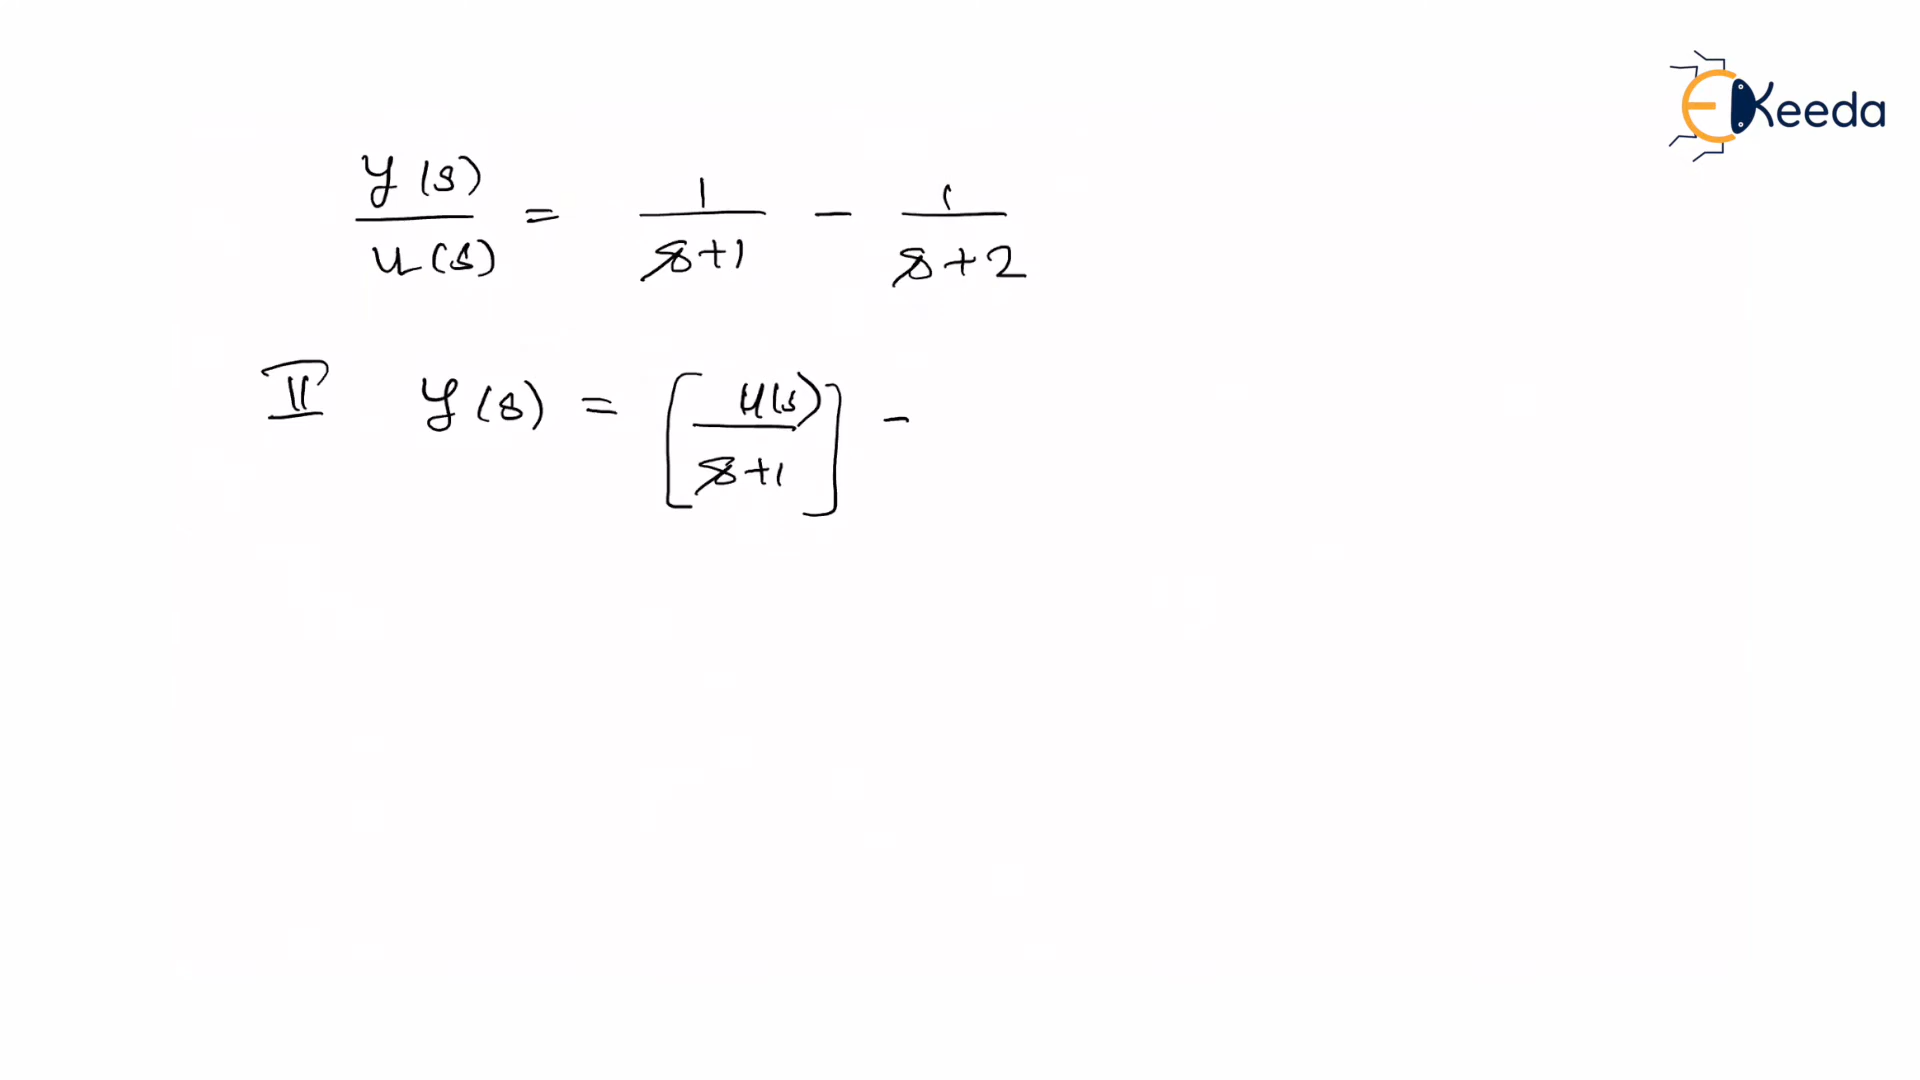 EKeeda
y(s)/u(s) = 1/(s+1) - 1/(s+2)
II y(s) = [u(s)/(s+1)] -